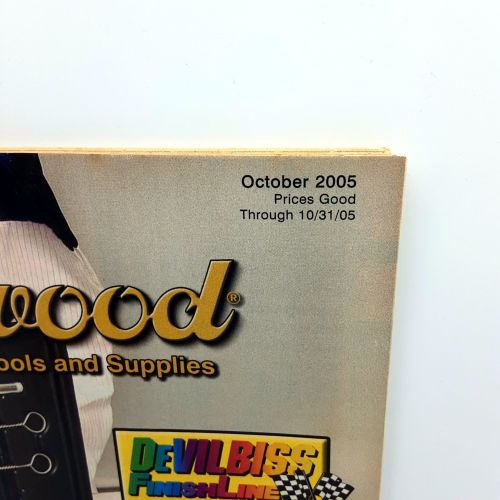 October 2005
Prices Good
Through 10/31/05
wood®
ools and Supplies
DeVILBISS
FINISHLINE